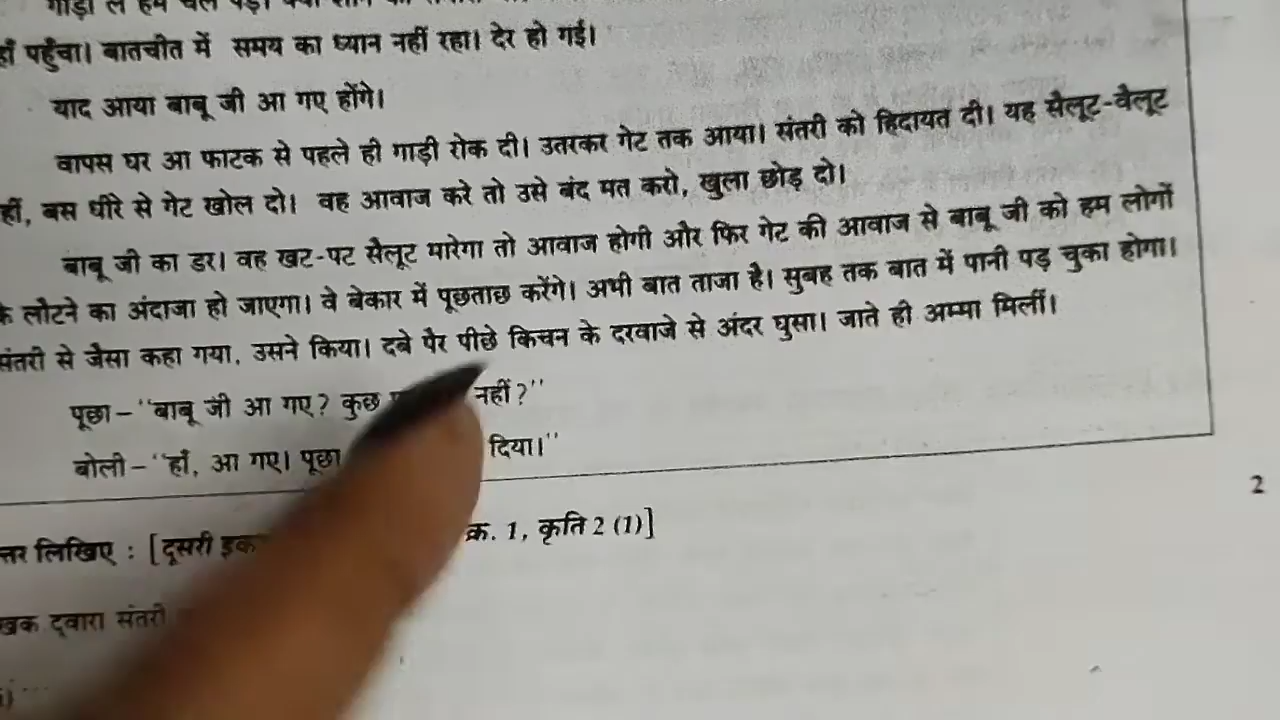 गाड़ी ले हम चल पड़े।
पहुँचा। बातचीत में समय का ध्यान नहीं रहा। देर हो गई।
याद आया बाबू जी आ गए होंगे।
वापस घर आ फाटक से पहले ही गाड़ी रोक दी। उतरकर गेट तक आया। संतरी को हिदायत दी। यह सैलूट-वैलूट
बस धीरे से गेट खोल दो। वह आवाज करे तो उसे बंद मत करो, खुला छोड़ दो।
बाबू जी का डर। वह खट-पट सैलूट मारेगा तो आवाज होगी और फिर गेट की आवाज से बाबू जी को हम लोगों
के लौटने का अंदाजा हो जाएगा। वे बेकार में पूछताछ करेंगे। अभी बात ताजा है। सुबह तक बात में पानी पड़ चुका होगा।
संतरी से जैसा कहा गया, उसने किया। दबे पैर पीछे किचन के दरवाजे से अंदर घुसा। जाते ही अम्मा मिलीं।
पूछा – ''बाबू जी आ गए? कुछ नहीं?''
बोली – ''हाँ, आ गए। पूछा दिया।''
2
लिखिए : [दूसरी क्र. 1, कृति 2 (1)]
द्वारा संतरी